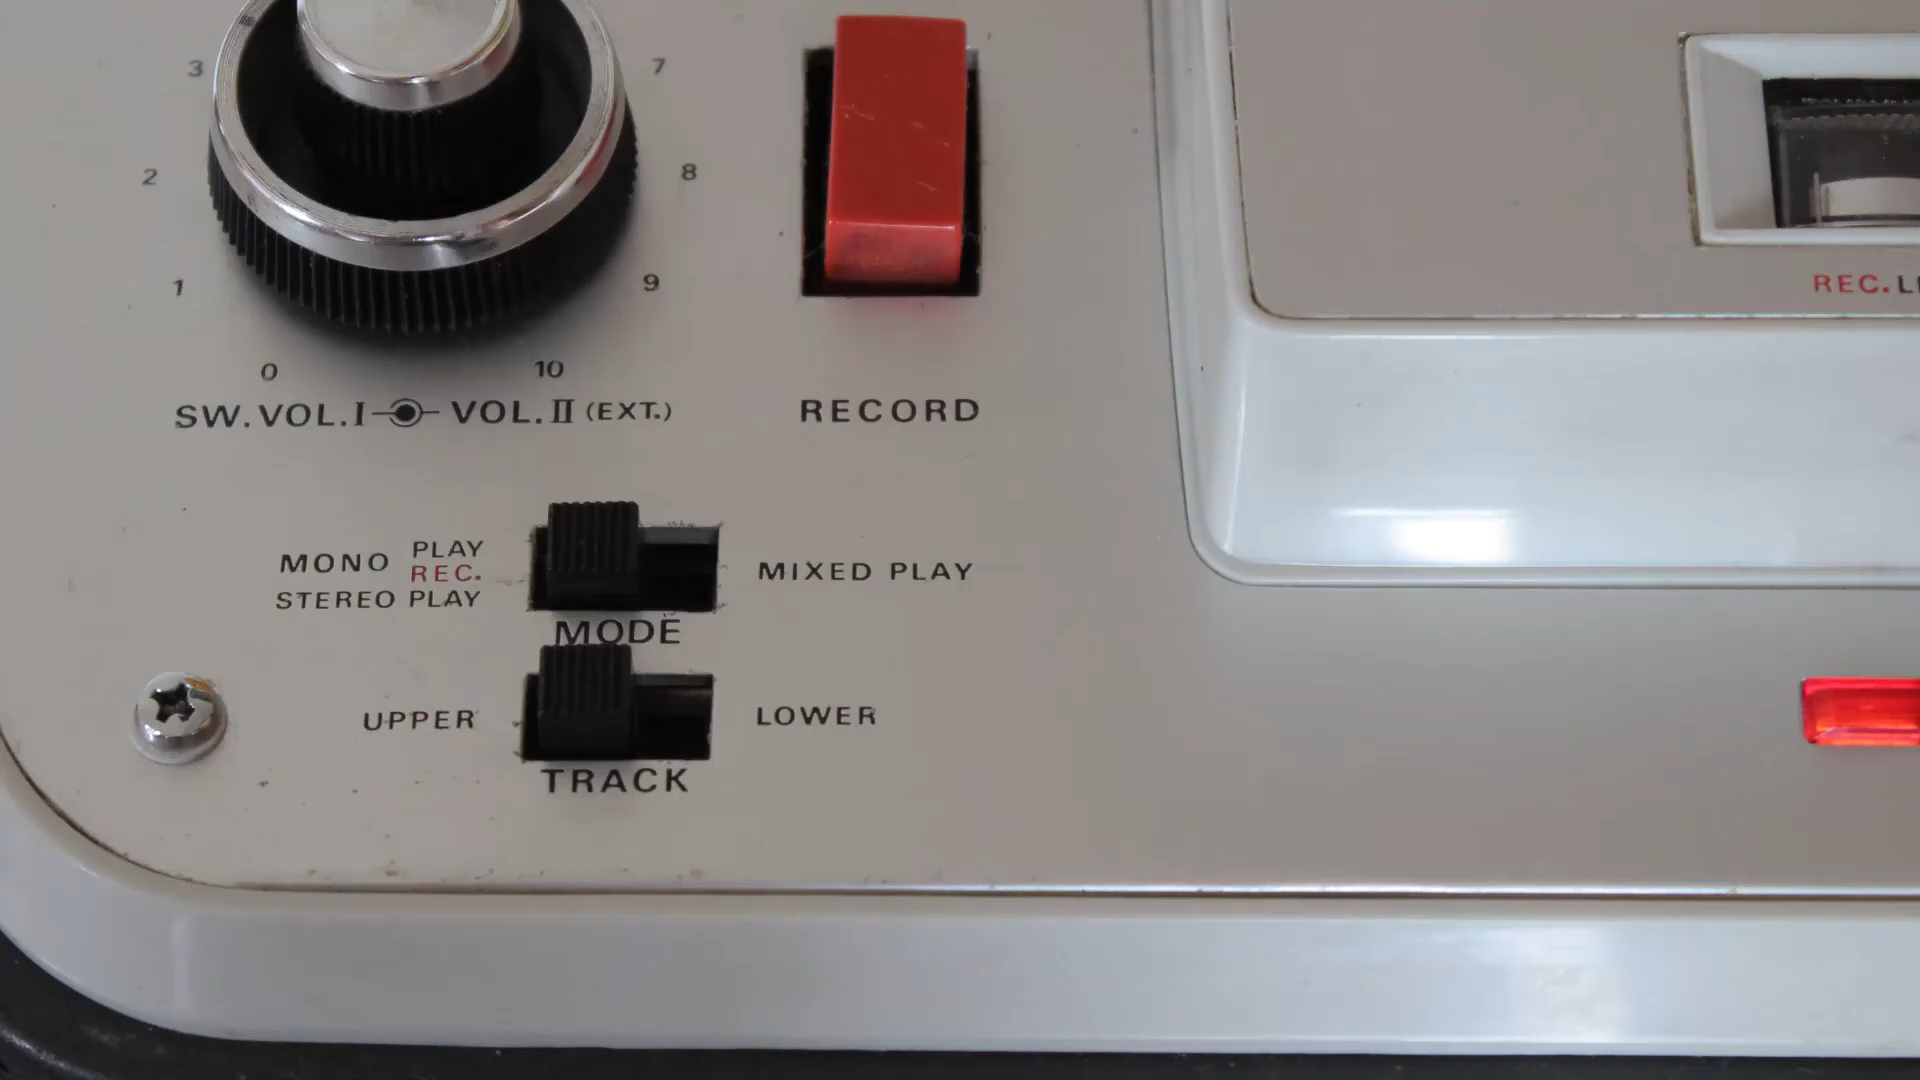 3
7
2
8
1
9
0
10
SW. VOL. I VOL. II (EXT.)
RECORD
REC.
MONO PLAY
REC.
STEREO PLAY
MIXED PLAY
MODE
UPPER
LOWER
TRACK